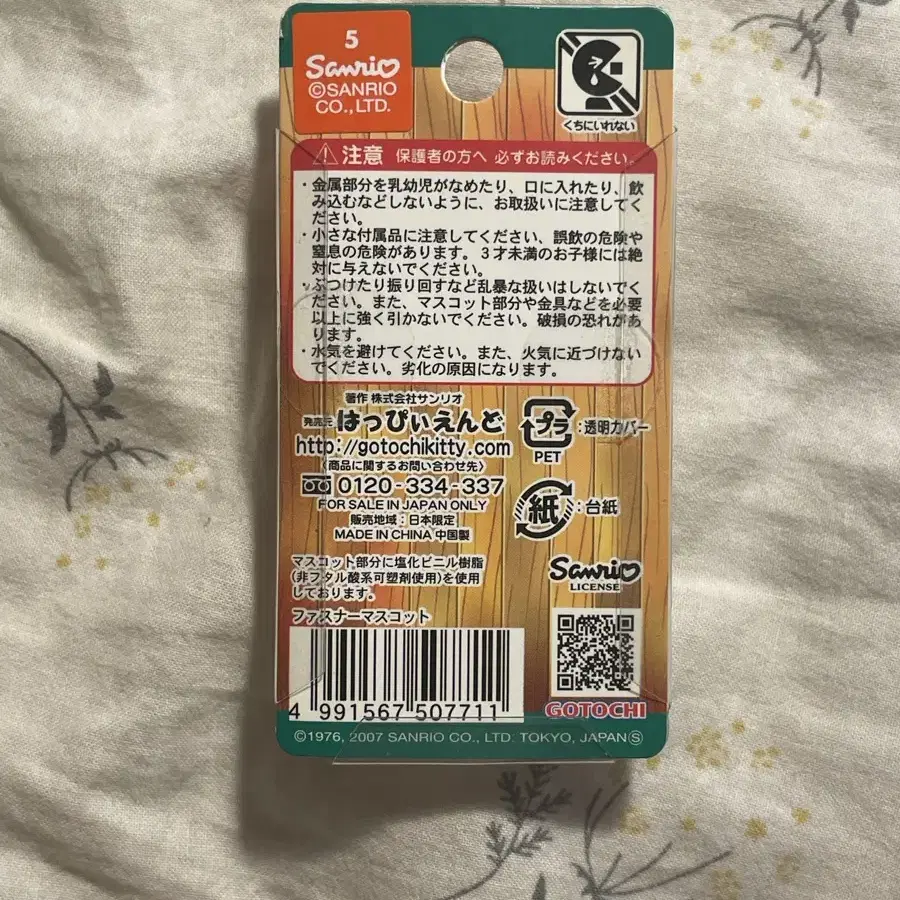 5
Sanrio
©SANRIO
CO.,LTD.
くちにいれない
注意 保護者の方へ 必ずお読みください。
・金属部分を乳幼児がなめたり、口に入れたり、飲
み込むなどしないように、お取扱いに注意してく
ださい。
・小さな付属品に注意してください、誤飲の危険や
窒息の危険があります。3才未満のお子様には絶
対に与えないでください。
・ぶつけたり振り回すなど乱暴な扱いはしないでく
ださい。また、マスコット部分や金具などを必要
以上に強く引かないでください。破損の恐れがあ
ります。
・水気を避けてください。また、火気に近づけない
でください。劣化の原因になります。
著作 株式会社サンリオ
発売元 はっぴぃえんど
http://gotochikitty.com
〈商品に関するお問い合わせ先〉
0120-334-337
FOR SALE IN JAPAN ONLY
販売地域:日本限定
MADE IN CHINA 中国製
プラ:透明カバー
PET
紙:台紙
マスコット部分に塩化ビニル樹脂
(非フタル酸系可塑剤使用)を使用
しております。
ファスナーマスコット
Sanrio
LICENSE
4 991567 507711
GOTOCHI
©1976, 2007 SANRIO CO., LTD. TOKYO, JAPAN Ⓢ